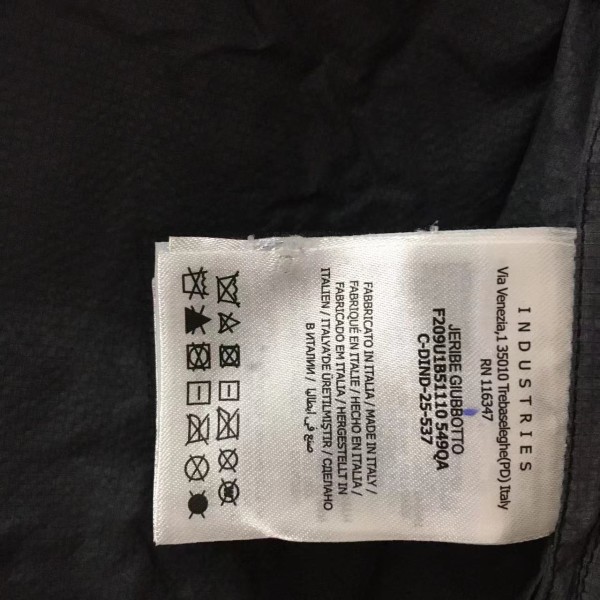 INDUSTRIES
Via Venezia,1 35010 Trebaseleghe(PD) Italy
RN 116347
JERIBE GIUBBOTTO
F209U1B51110 549QA
C-DIND-25-537
FABBRICATO IN ITALIA / MADE IN ITALY /
FABRIQUÉ EN ITALIE / HECHO EN ITALIA /
FABRICADO EM ITALIA / HERGESTELLT IN
ITALIEN / ITALYA'DE ÜRETILMIŞTIR / СДЕЛАНО
В ИТАЛИИ / صنع في ايطاليا